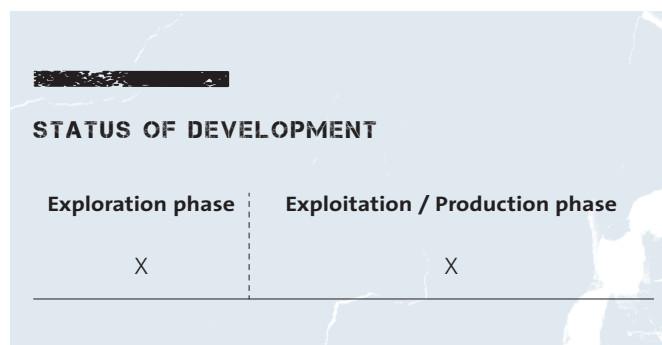 STATUS OF DEVELOPMENT
Exploration phase Exploitation / Production phase
X X